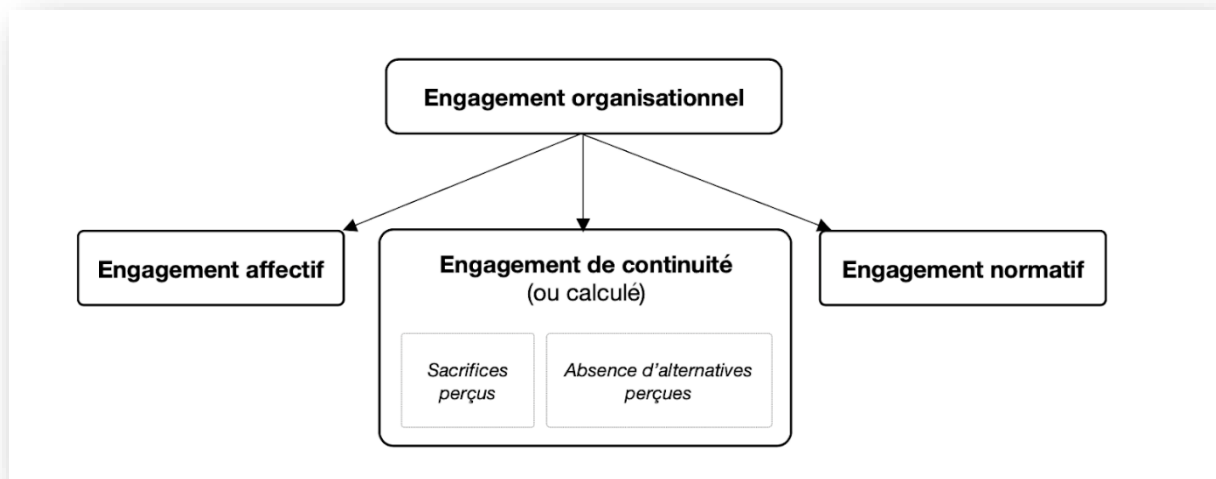 Engagement organisationnel
Engagement affectif
Engagement de continuité
(ou calculé)
Sacrifices
perçus
Absence d'alternatives
perçues
Engagement normatif